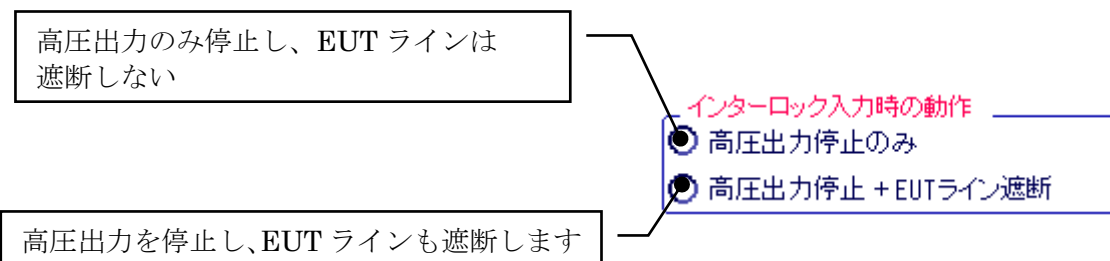 高圧出力のみ停止し、EUT ラインは
遮断しない
インターロック入力時の動作
高圧出力停止のみ
高圧出力停止 + EUTライン遮断
高圧出力を停止し、EUT ラインも遮断します